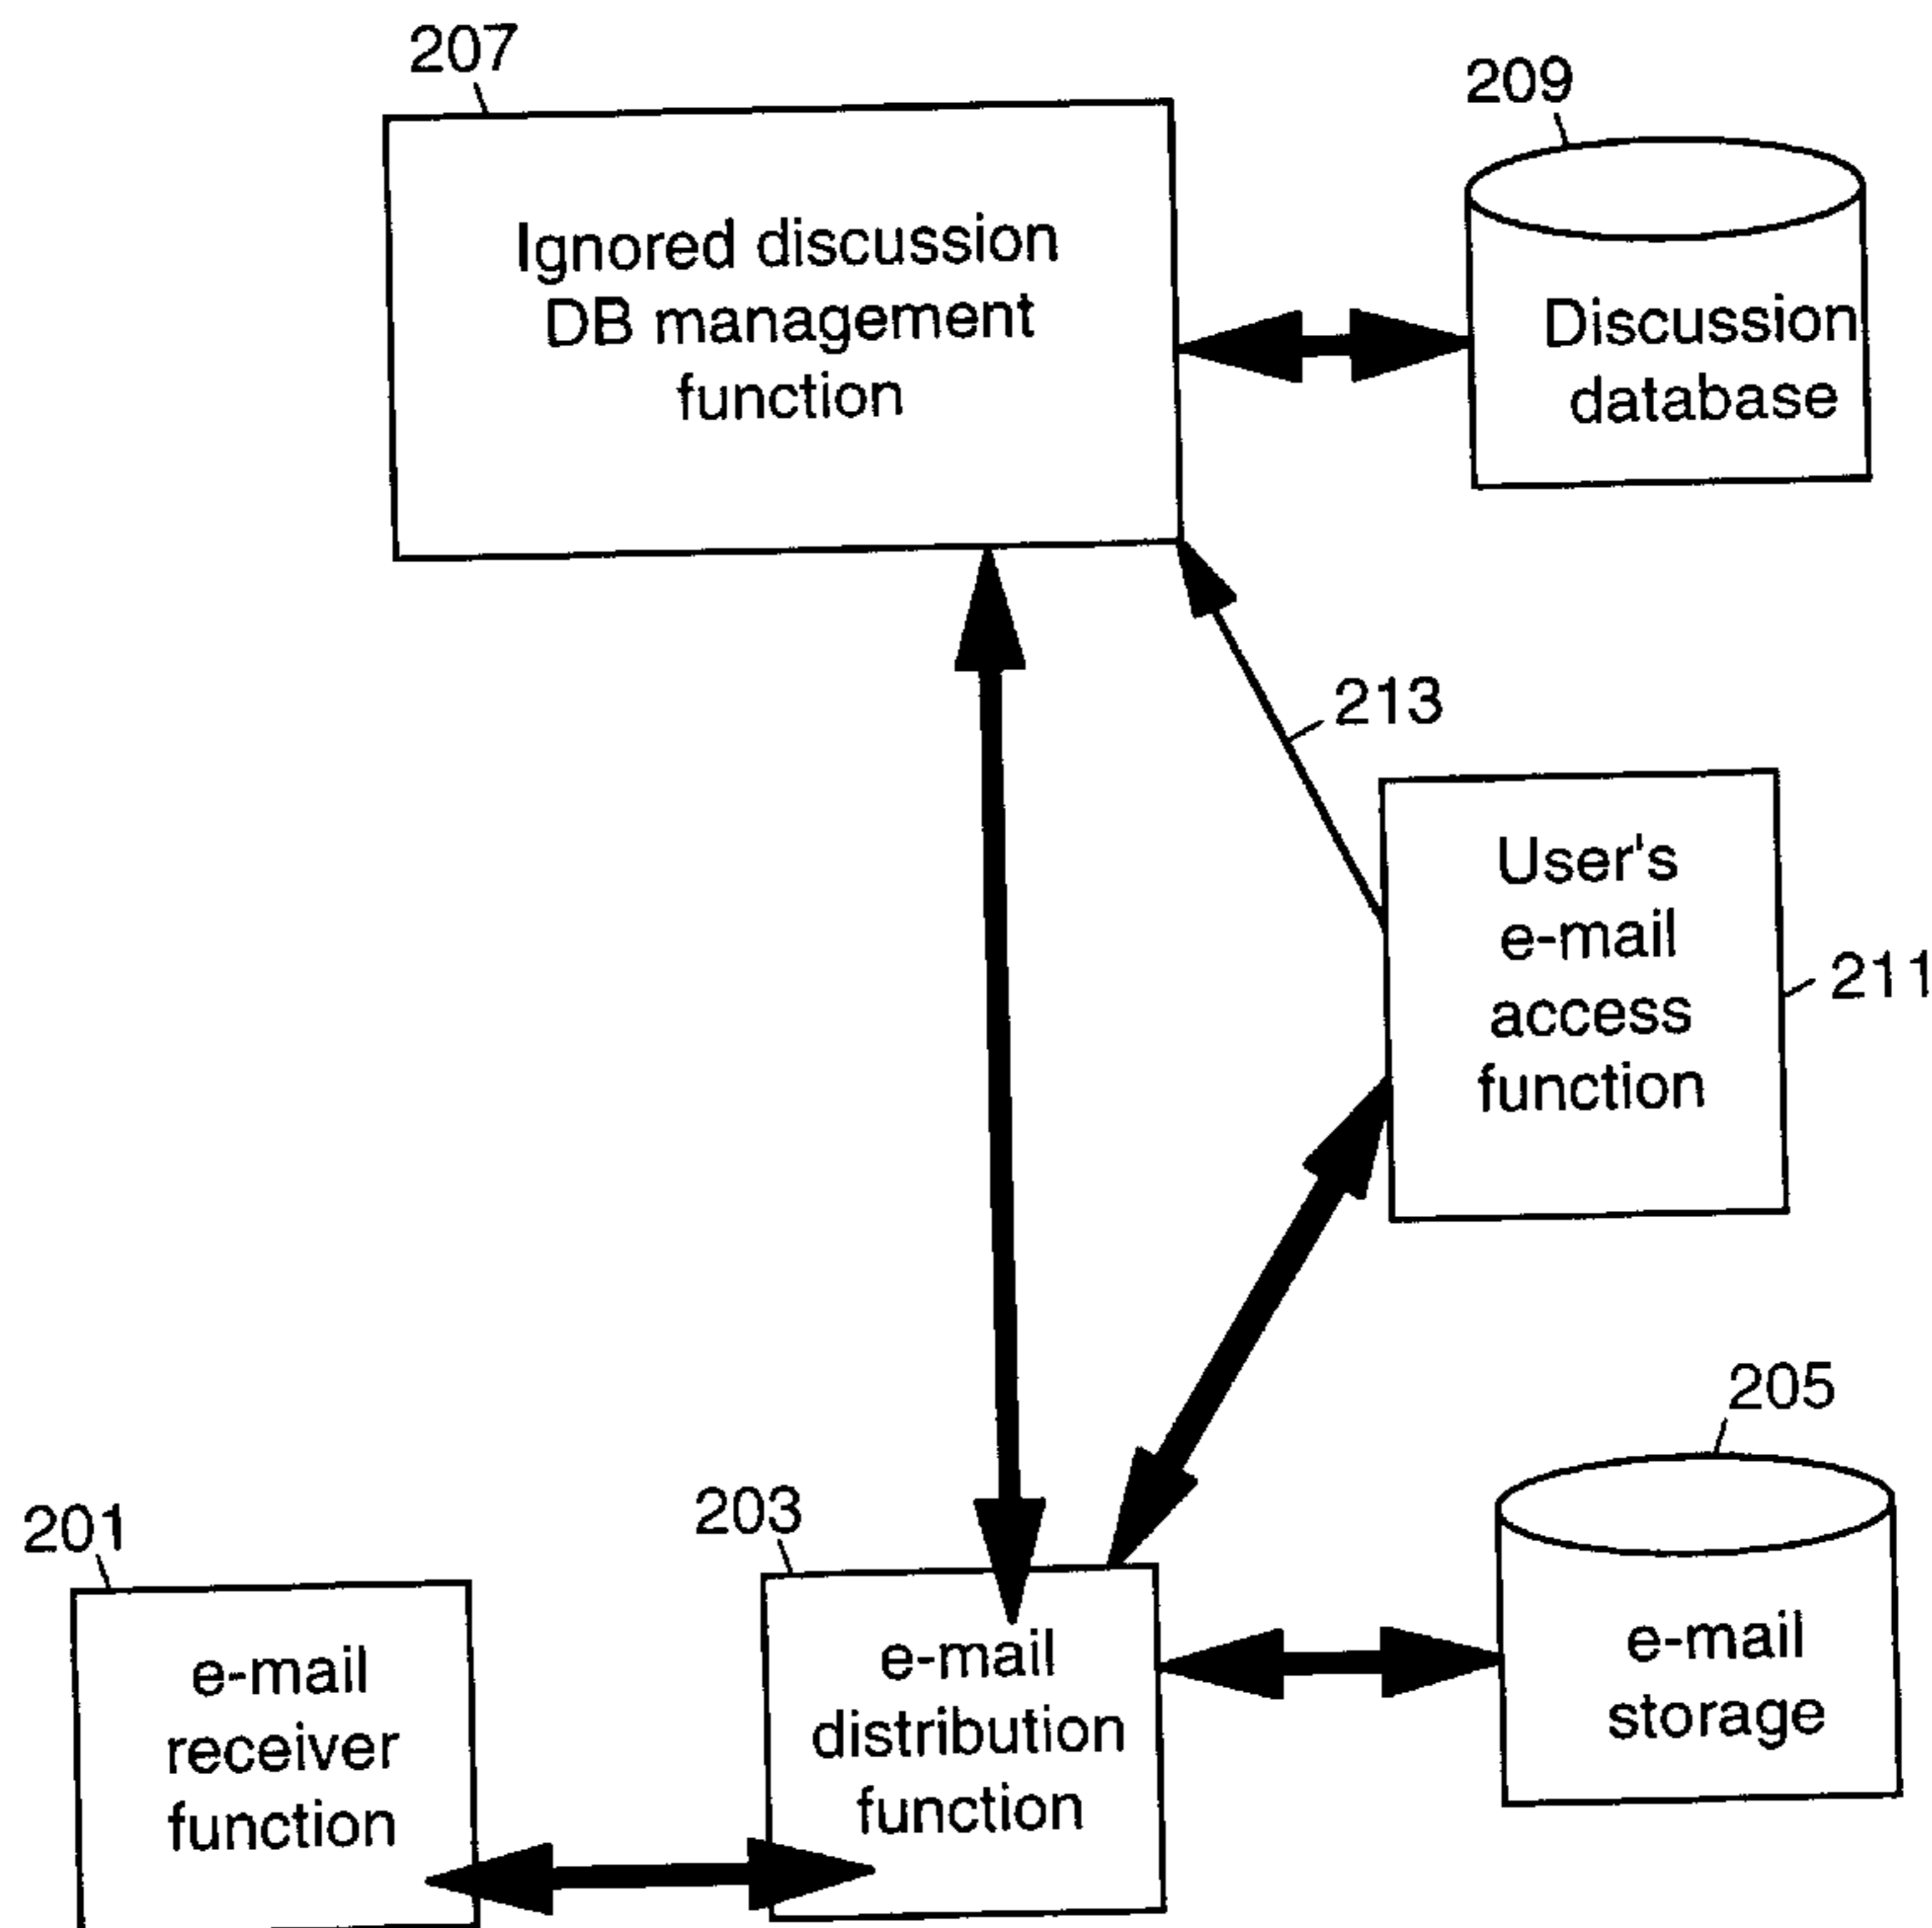 207
209
Ignored discussion
DB management
function
Discussion
database
213
User's
e-mail
access
function
211
205
203
201
e-mail
storage
e-mail
distribution
function
e-mail
receiver
function